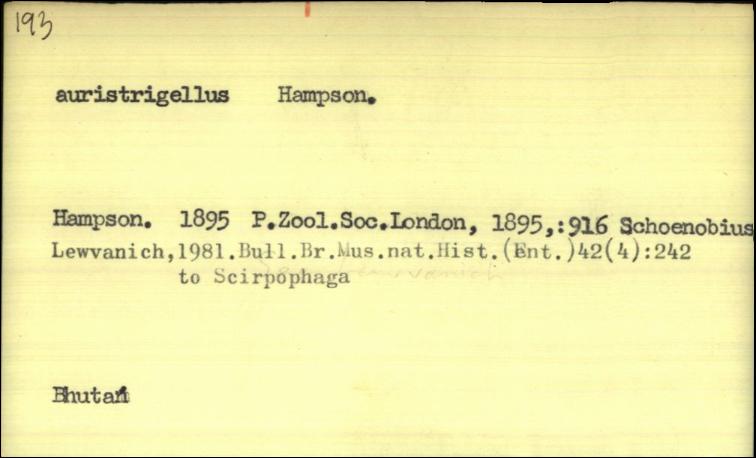 193
auristrigellus Hampson.
Hampson. 1895 P.Zool.Soc.London, 1895,:916 Schoenobius
Lewvanich,1981.Bull.Br.Mus.nat.Hist.(Ent.)42(4):242
to Scirpophaga
Bhutan